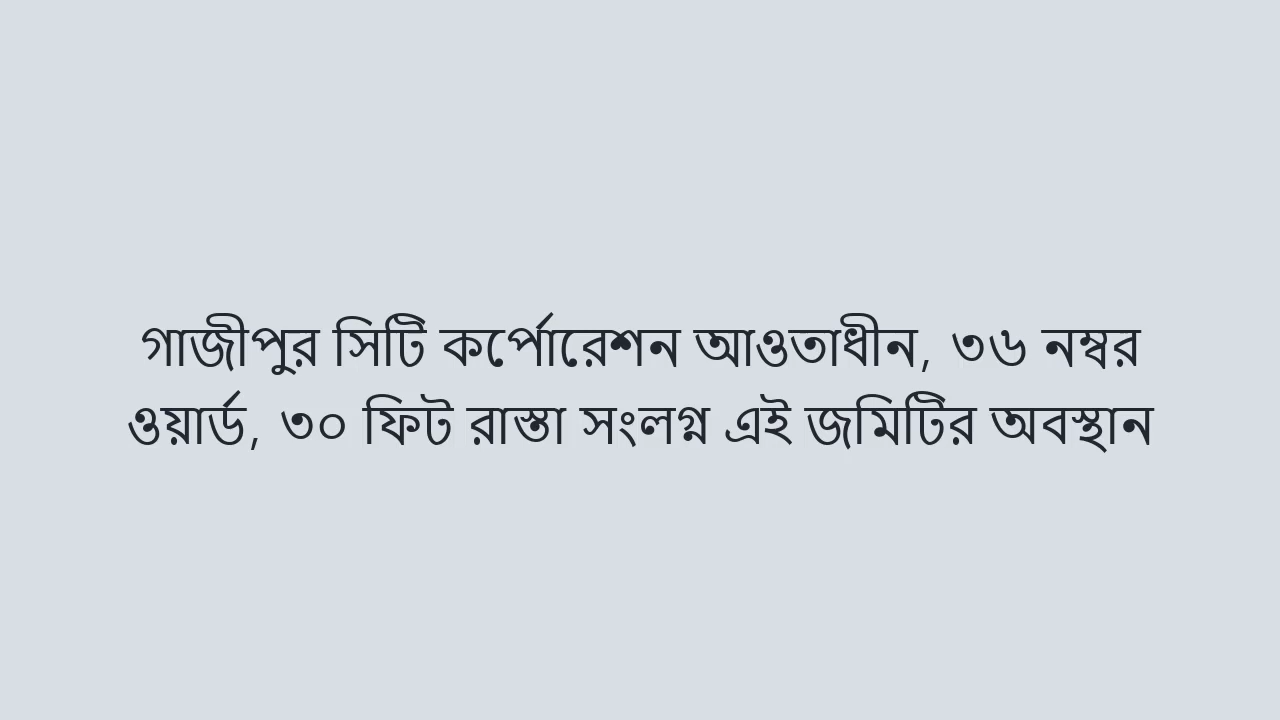 গাজীপুর সিটি কর্পোরেশন আওতাধীন, ৩৬ নম্বর
ওয়ার্ড, ৩০ ফিট রাস্তা সংলগ্ন এই জমিটির অবস্থান